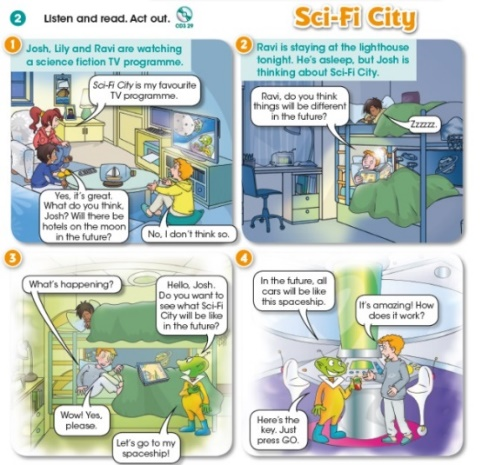 2 Listen and read. Act out. CD3 29
Sci-Fi City
1
Josh, Lily and Ravi are watching
a science fiction TV programme.
Sci-Fi City is my favourite
TV programme.
Yes, it's great.
What do you think,
Josh? Will there be
hotels on the moon
in the future?
No, I don't think so.
2
Ravi is staying at the lighthouse
tonight. He's asleep, but Josh is
thinking about Sci-Fi City.
Ravi, do you think
things will be different
in the future?
Zzzzzz.
3
What's happening?
Hello, Josh.
Do you want to
see what Sci-Fi
City will be like
in the future?
Wow! Yes,
please.
Let's go to my
spaceship!
4
In the future, all
cars will be like
this spaceship.
It's amazing! How
does it work?
Here's the
key. Just
press GO.